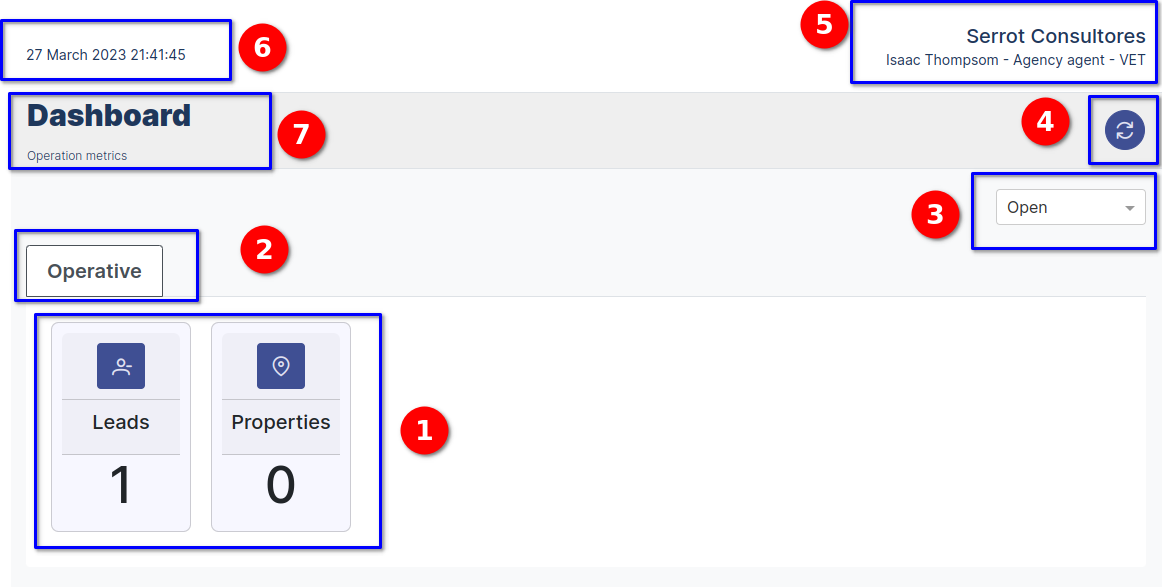 5
Serrot Consultores
6
27 March 2023 21:41:45
Isaac Thompsom - Agency agent - VET
Dashboard
4
7
Operation metrics
3
Open
2
Operative
Leads
Properties
1
1
0